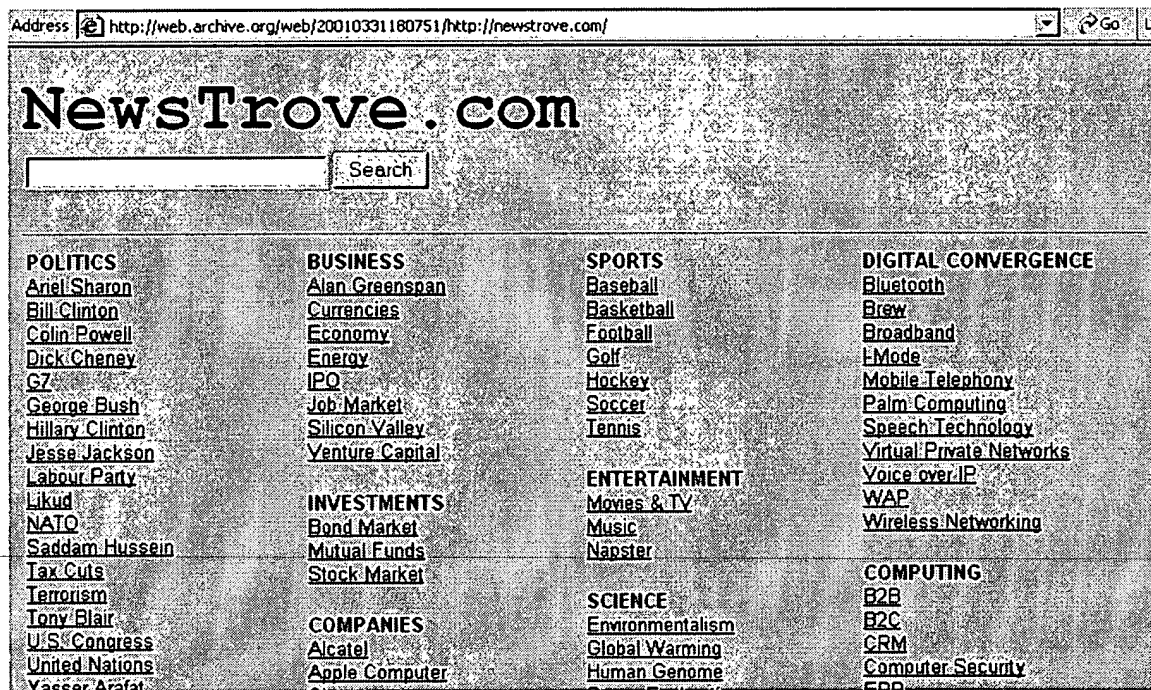 Address http://web.archive.org/web/20010331180751/http://newstrove.com/ Go
NewsTrove.com
Search
POLITICS
Ariel Sharon
Bill Clinton
Colin Powell
Dick Cheney
G7
George Bush
Hillary Clinton
Jesse Jackson
Labour Party
Likud
NATO
Saddam Hussein
Tax Cuts
Terrorism
Tony Blair
U.S. Congress
United Nations
Yasser Arafat
BUSINESS
Alan Greenspan
Currencies
Economy
Energy
IPO
Job Market
Silicon Valley
Venture Capital
INVESTMENTS
Bond Market
Mutual Funds
Stock Market
COMPANIES
Alcatel
Apple Computer
SPORTS
Baseball
Basketball
Football
Golf
Hockey
Soccer
Tennis
ENTERTAINMENT
Movies & TV
Music
Napster
SCIENCE
Environmentalism
Global Warming
Human Genome
DIGITAL CONVERGENCE
Bluetooth
Brew
Broadband
I-Mode
Mobile Telephony
Palm Computing
Speech Technology
Virtual Private Networks
Voice over IP
WAP
Wireless Networking
COMPUTING
B2B
B2C
CRM
Computer Security
ERP